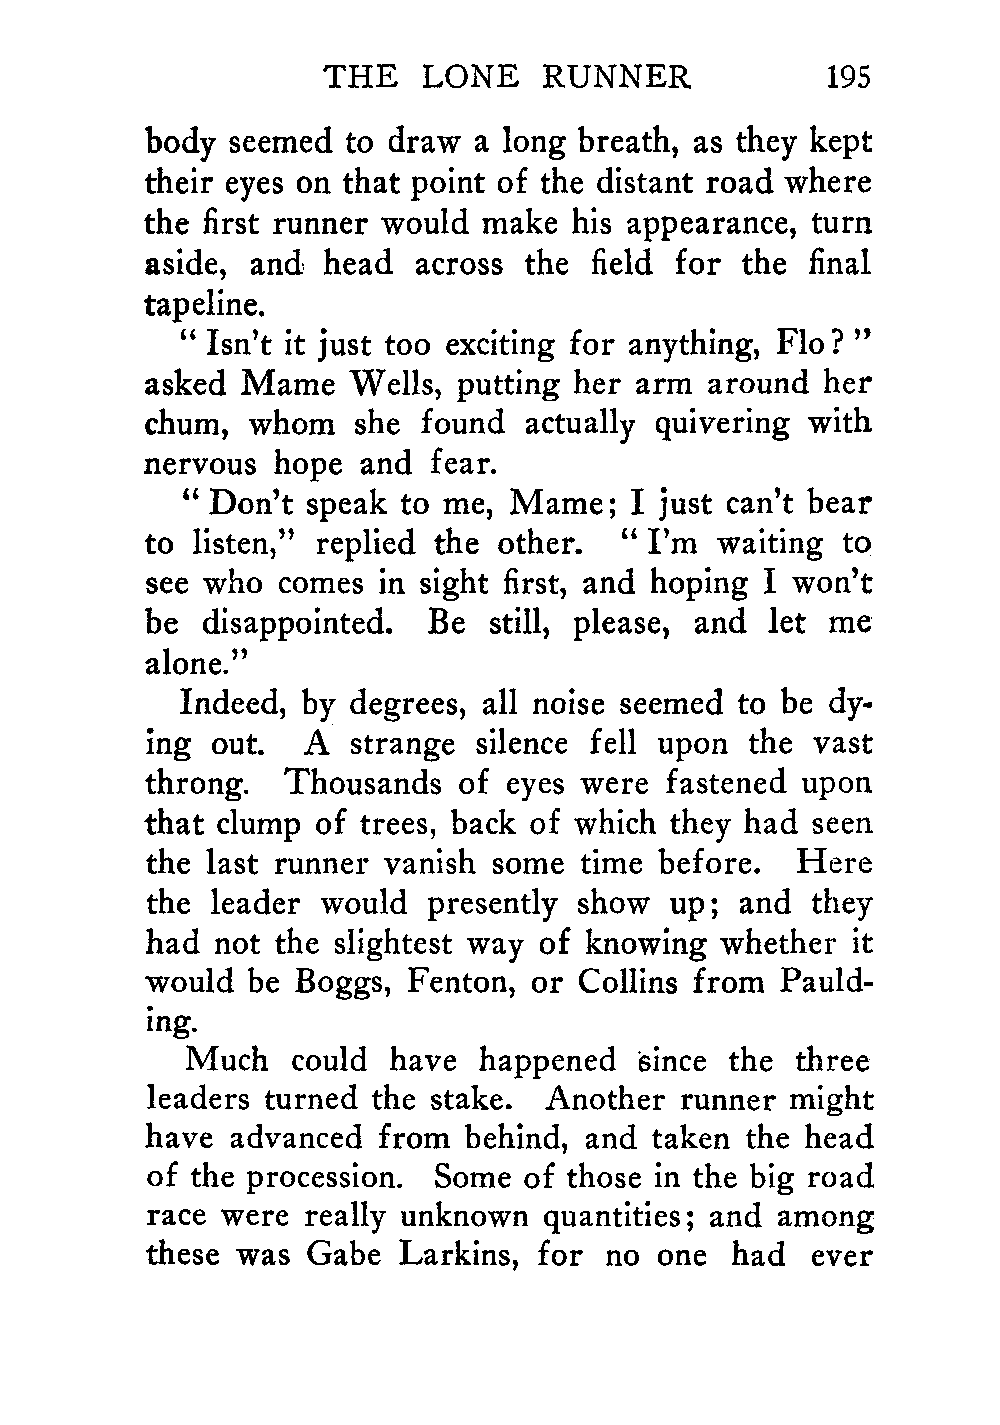 THE LONE RUNNER 195
body seemed to draw a long breath, as they kept
their eyes on that point of the distant road where
the first runner would make his appearance, turn
aside, and head across the field for the final
tapeline.
“ Isn’t it just too exciting for anything, Flo? ”
asked Mame Wells, putting her arm around her
chum, whom she found actually quivering with
nervous hope and fear.
“ Don’t speak to me, Mame; I just can’t bear
to listen,” replied the other. “ I’m waiting to
see who comes in sight first, and hoping I won’t
be disappointed. Be still, please, and let me
alone.”
Indeed, by degrees, all noise seemed to be dy-
ing out. A strange silence fell upon the vast
throng. Thousands of eyes were fastened upon
that clump of trees, back of which they had seen
the last runner vanish some time before. Here
the leader would presently show up; and they
had not the slightest way of knowing whether it
would be Boggs, Fenton, or Collins from Pauld-
ing.
Much could have happened since the three
leaders turned the stake. Another runner might
have advanced from behind, and taken the head
of the procession. Some of those in the big road
race were really unknown quantities; and among
these was Gabe Larkins, for no one had ever